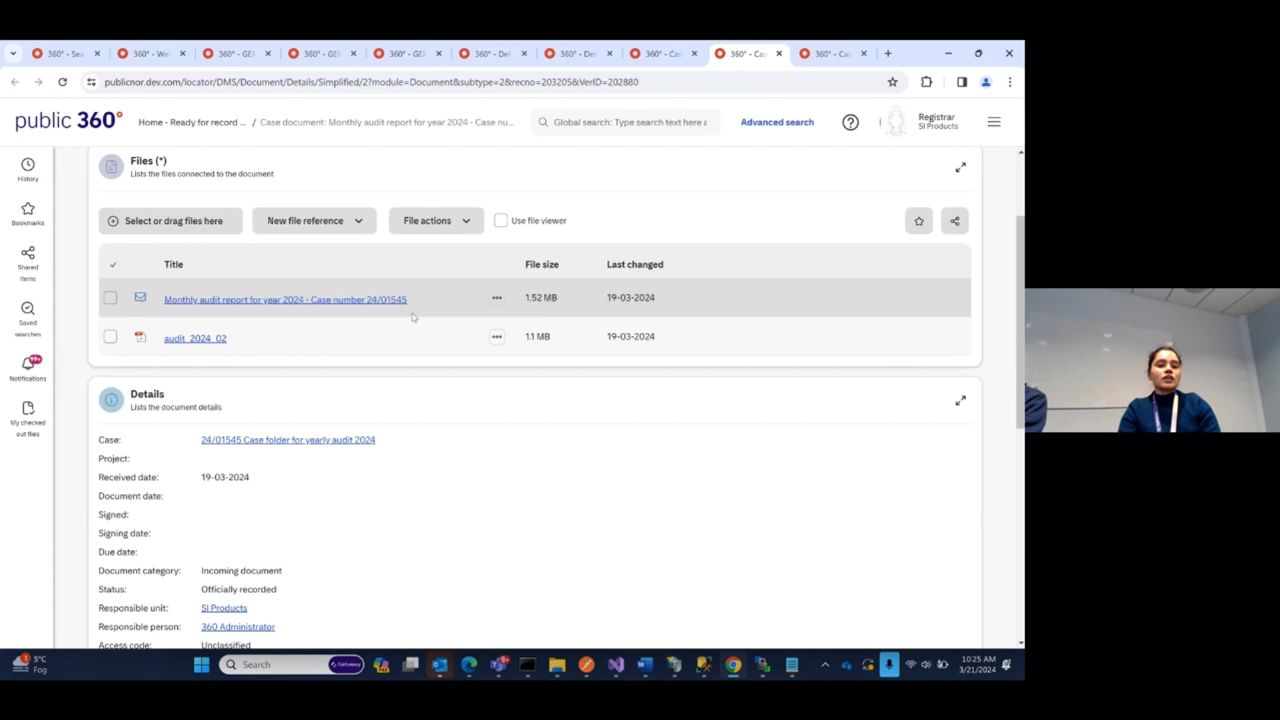 360° - Sea
360° - We
360° - GEN
360° - GE
360° - GEN
360° - De
360° - Det
360° - Cas
360° - Ca
360° - Ca
publicnor.dev.com/locator/DMS/Document/Details/Simplified/2?module=Document&subtype=2&recno=203205&VerID=202880
public 360°
Home - Ready for record ... / Case document: Monthly audit report for year 2024 - Case nu...
Global search: Type search text here a
Advanced search
Registrar
SI Products
History
Bookmarks
Shared
items
Saved
searches
99+
Notifications
My checked
out files
Files (*)
Lists the files connected to the document
Select or drag files here
New file reference
File actions
Use file viewer
Title File size Last changed
Monthly audit report for year 2024 - Case number 24/01545 ... 1.52 MB 19-03-2024
audit_2024_02 ... 1.1 MB 19-03-2024
Details
Lists the document details
Case: 24/01545 Case folder for yearly audit 2024
Project:
Received date: 19-03-2024
Document date:
Signed:
Signing date:
Due date:
Document category: Incoming document
Status: Officially recorded
Responsible unit: SI Products
Responsible person: 360 Administrator
Access code: Unclassified
5°C
Fog
Search
10:25 AM
3/21/2024